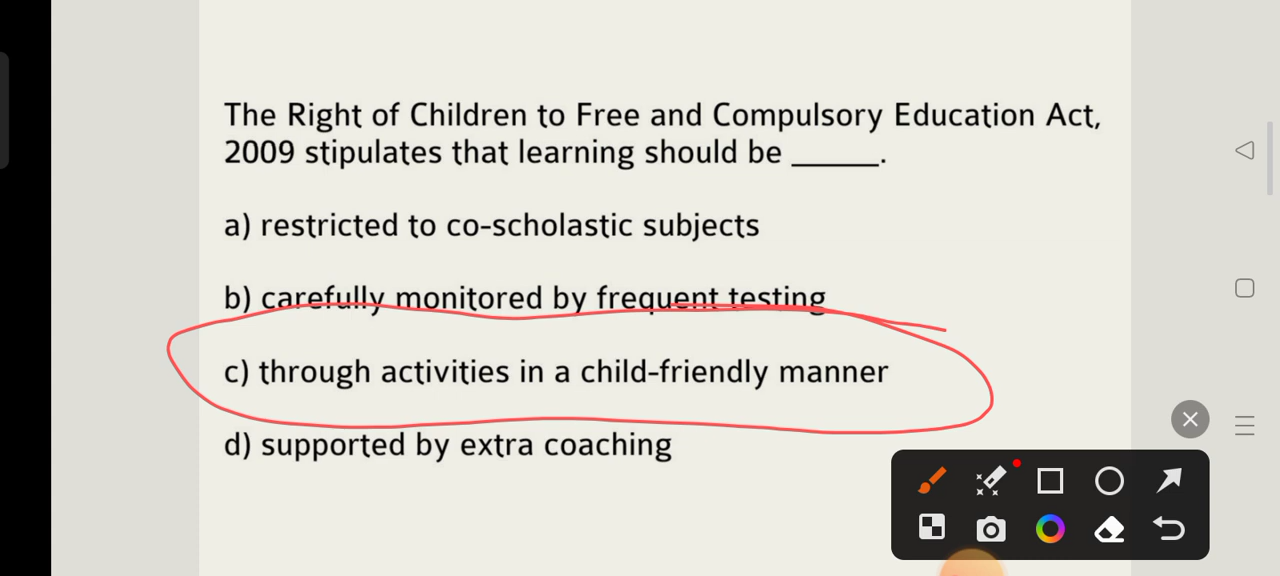 The Right of Children to Free and Compulsory Education Act,
2009 stipulates that learning should be _____.
a) restricted to co-scholastic subjects
b) carefully monitored by frequent testing
c) through activities in a child-friendly manner
d) supported by extra coaching